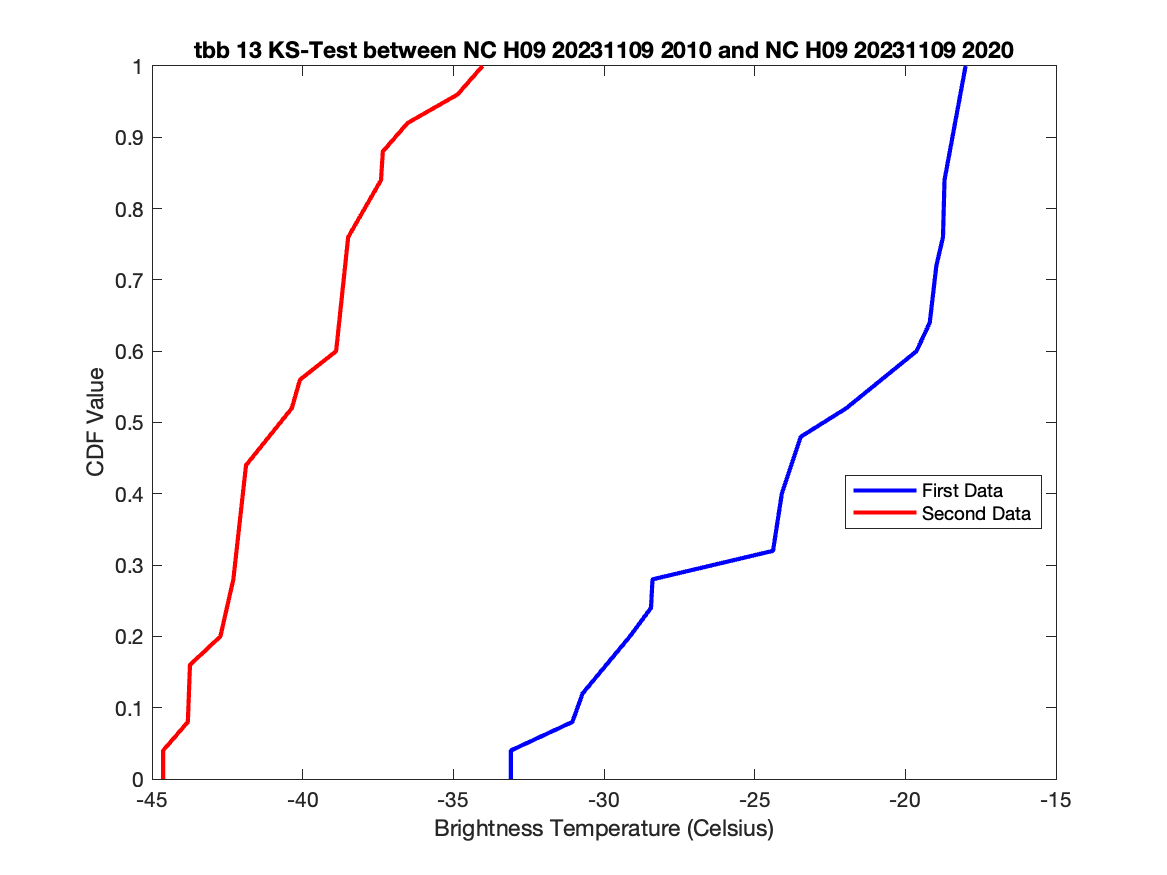 tbb 13 KS-Test between NC H09 20231109 2010 and NC H09 20231109 2020
1
0.9
0.8
0.7
0.6
0.5
0.4
0.3
0.2
0.1
0
CDF Value
First Data
Second Data
-45 -40 -35 -30 -25 -20 -15
Brightness Temperature (Celsius)